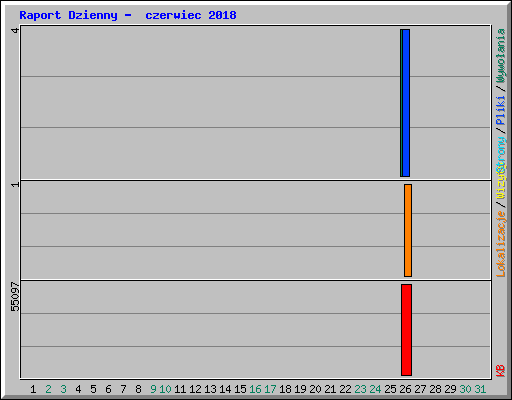 Raport Dzienny - czerwiec 2018
4
1
55097
Lokalizacje / Wizyty Strony / Pliki / Wywołania
KB
1 2 3 4 5 6 7 8 9 10 11 12 13 14 15 16 17 18 19 20 21 22 23 24 25 26 27 28 29 30 31